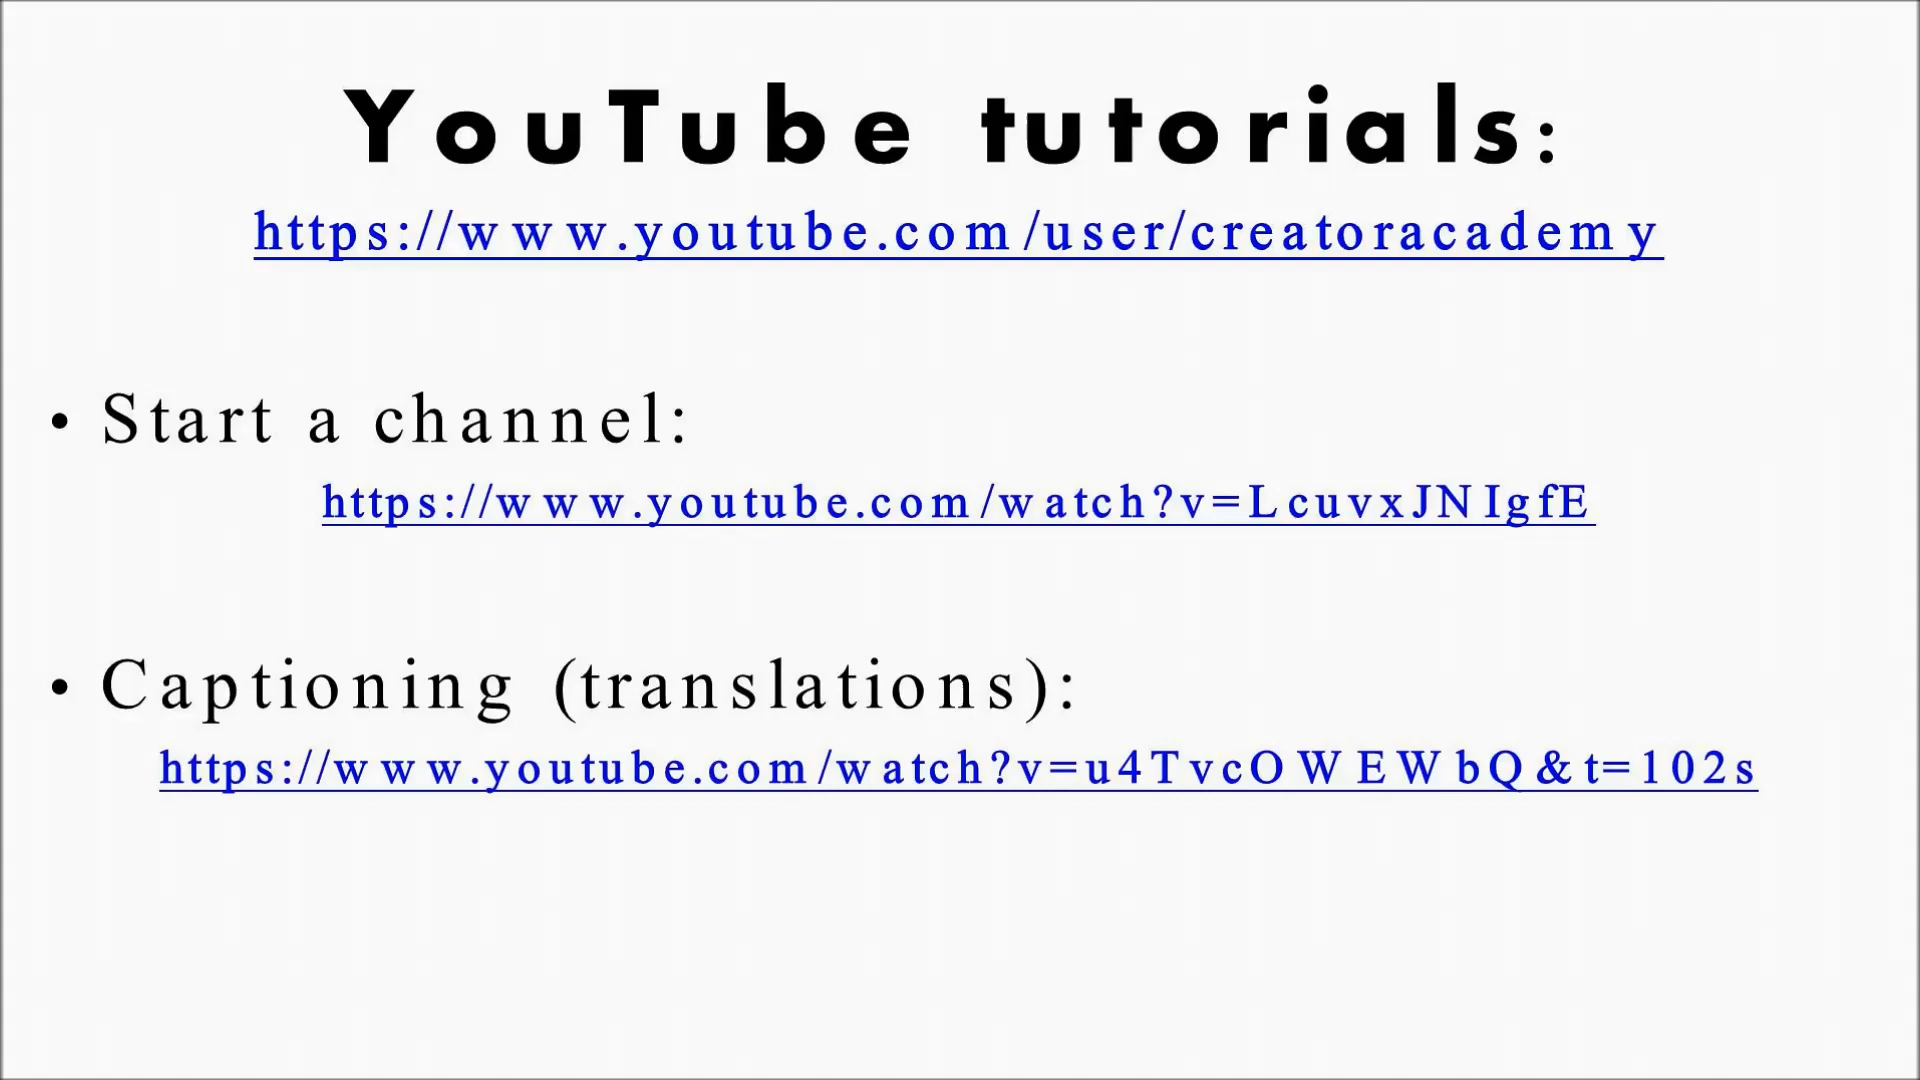 YouTube tutorials:
https://www.youtube.com/user/creatoracademy
• Start a channel:
https://www.youtube.com/watch?v=LcuvxJNIgfE
• Captioning (translations):
https://www.youtube.com/watch?v=u4TvcOWEWbQ&t=102s